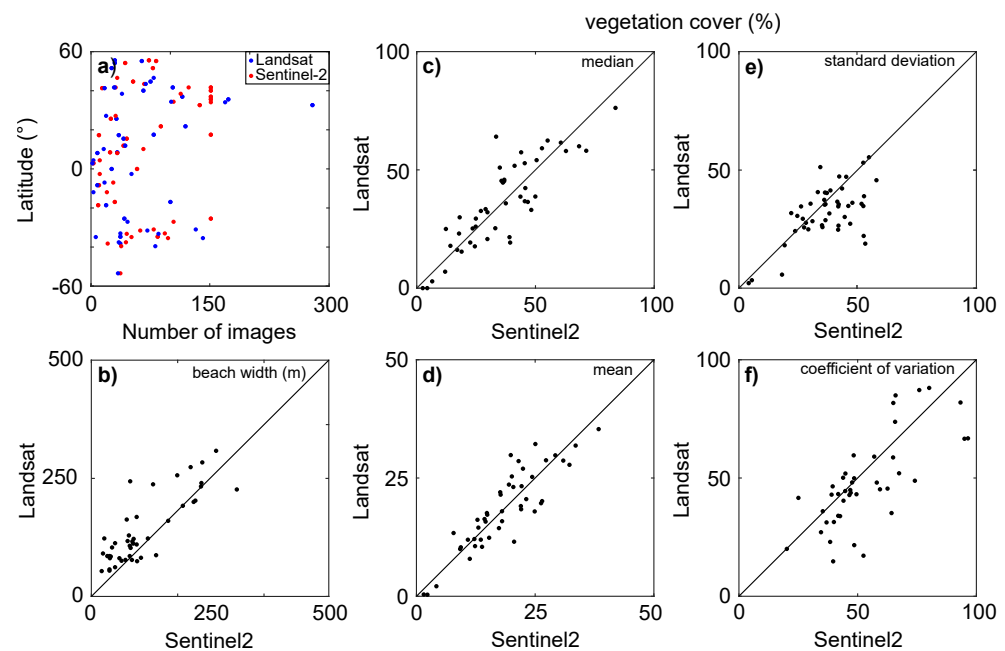 vegetation cover (%)
a)
Landsat
Sentinel-2
60
0
-60
Latitude (°)
0
150
300
Number of images
c)
median
100
50
0
Landsat
0
50
100
Sentinel2
e)
standard deviation
100
50
0
Landsat
0
50
100
Sentinel2
b)
beach width (m)
500
250
0
Landsat
0
250
500
Sentinel2
d)
mean
50
25
0
Landsat
0
25
50
Sentinel2
f)
coefficient of variation
100
50
0
Landsat
0
50
100
Sentinel2